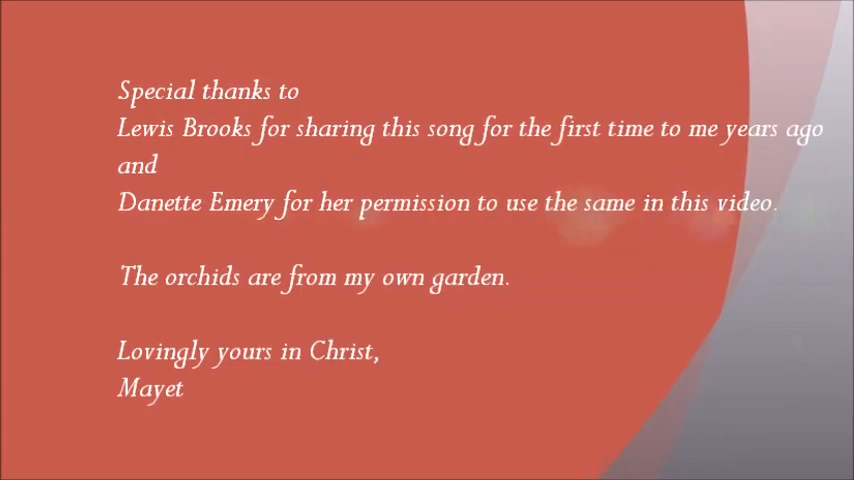 Special thanks to
Lewis Brooks for sharing this song for the first time to me years ago
and
Danette Emery for her permission to use the same in this video.
The orchids are from my own garden.
Lovingly yours in Christ,
Mayet